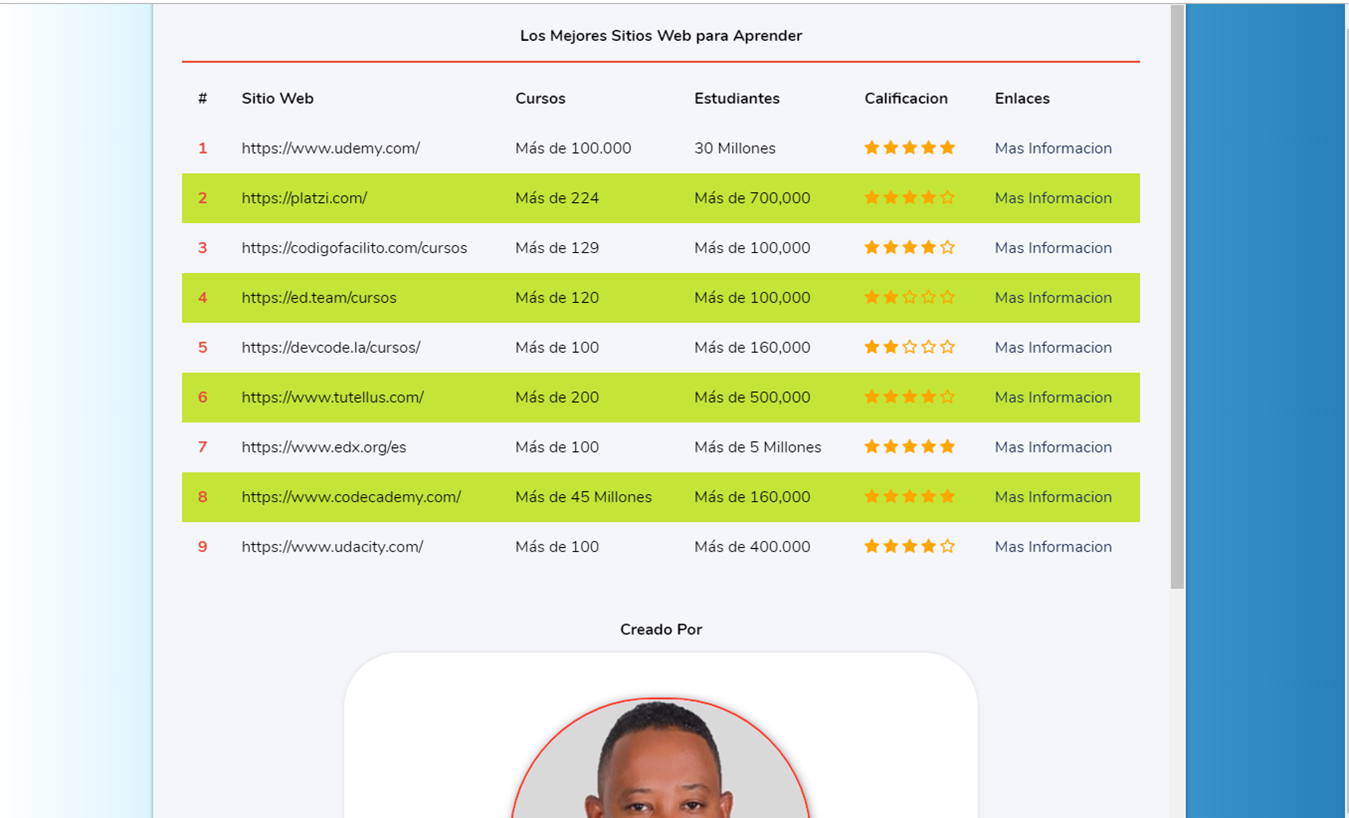 Los Mejores Sitios Web para Aprender
# Sitio Web Cursos Estudiantes Calificacion Enlaces
1 https://www.udemy.com/ Más de 100.000 30 Millones Mas Informacion
2 https://platzi.com/ Más de 224 Más de 700,000 Mas Informacion
3 https://codigofacilito.com/cursos Más de 129 Más de 100,000 Mas Informacion
4 https://ed.team/cursos Más de 120 Más de 100,000 Mas Informacion
5 https://devcode.la/cursos/ Más de 100 Más de 160,000 Mas Informacion
6 https://www.tutellus.com/ Más de 200 Más de 500,000 Mas Informacion
7 https://www.edx.org/es Más de 100 Más de 5 Millones Mas Informacion
8 https://www.codecademy.com/ Más de 45 Millones Más de 160,000 Mas Informacion
9 https://www.udacity.com/ Más de 100 Más de 400.000 Mas Informacion
Creado Por